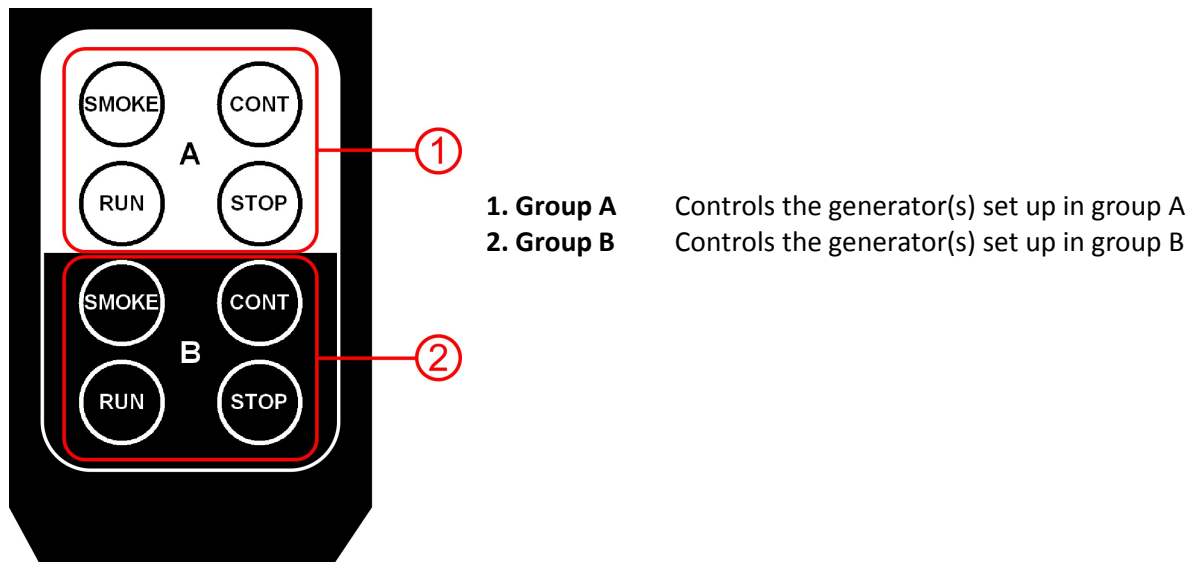 SMOKE CONT
A
RUN STOP
1
SMOKE CONT
B
RUN STOP
2
1. Group A Controls the generator(s) set up in group A
2. Group B Controls the generator(s) set up in group B